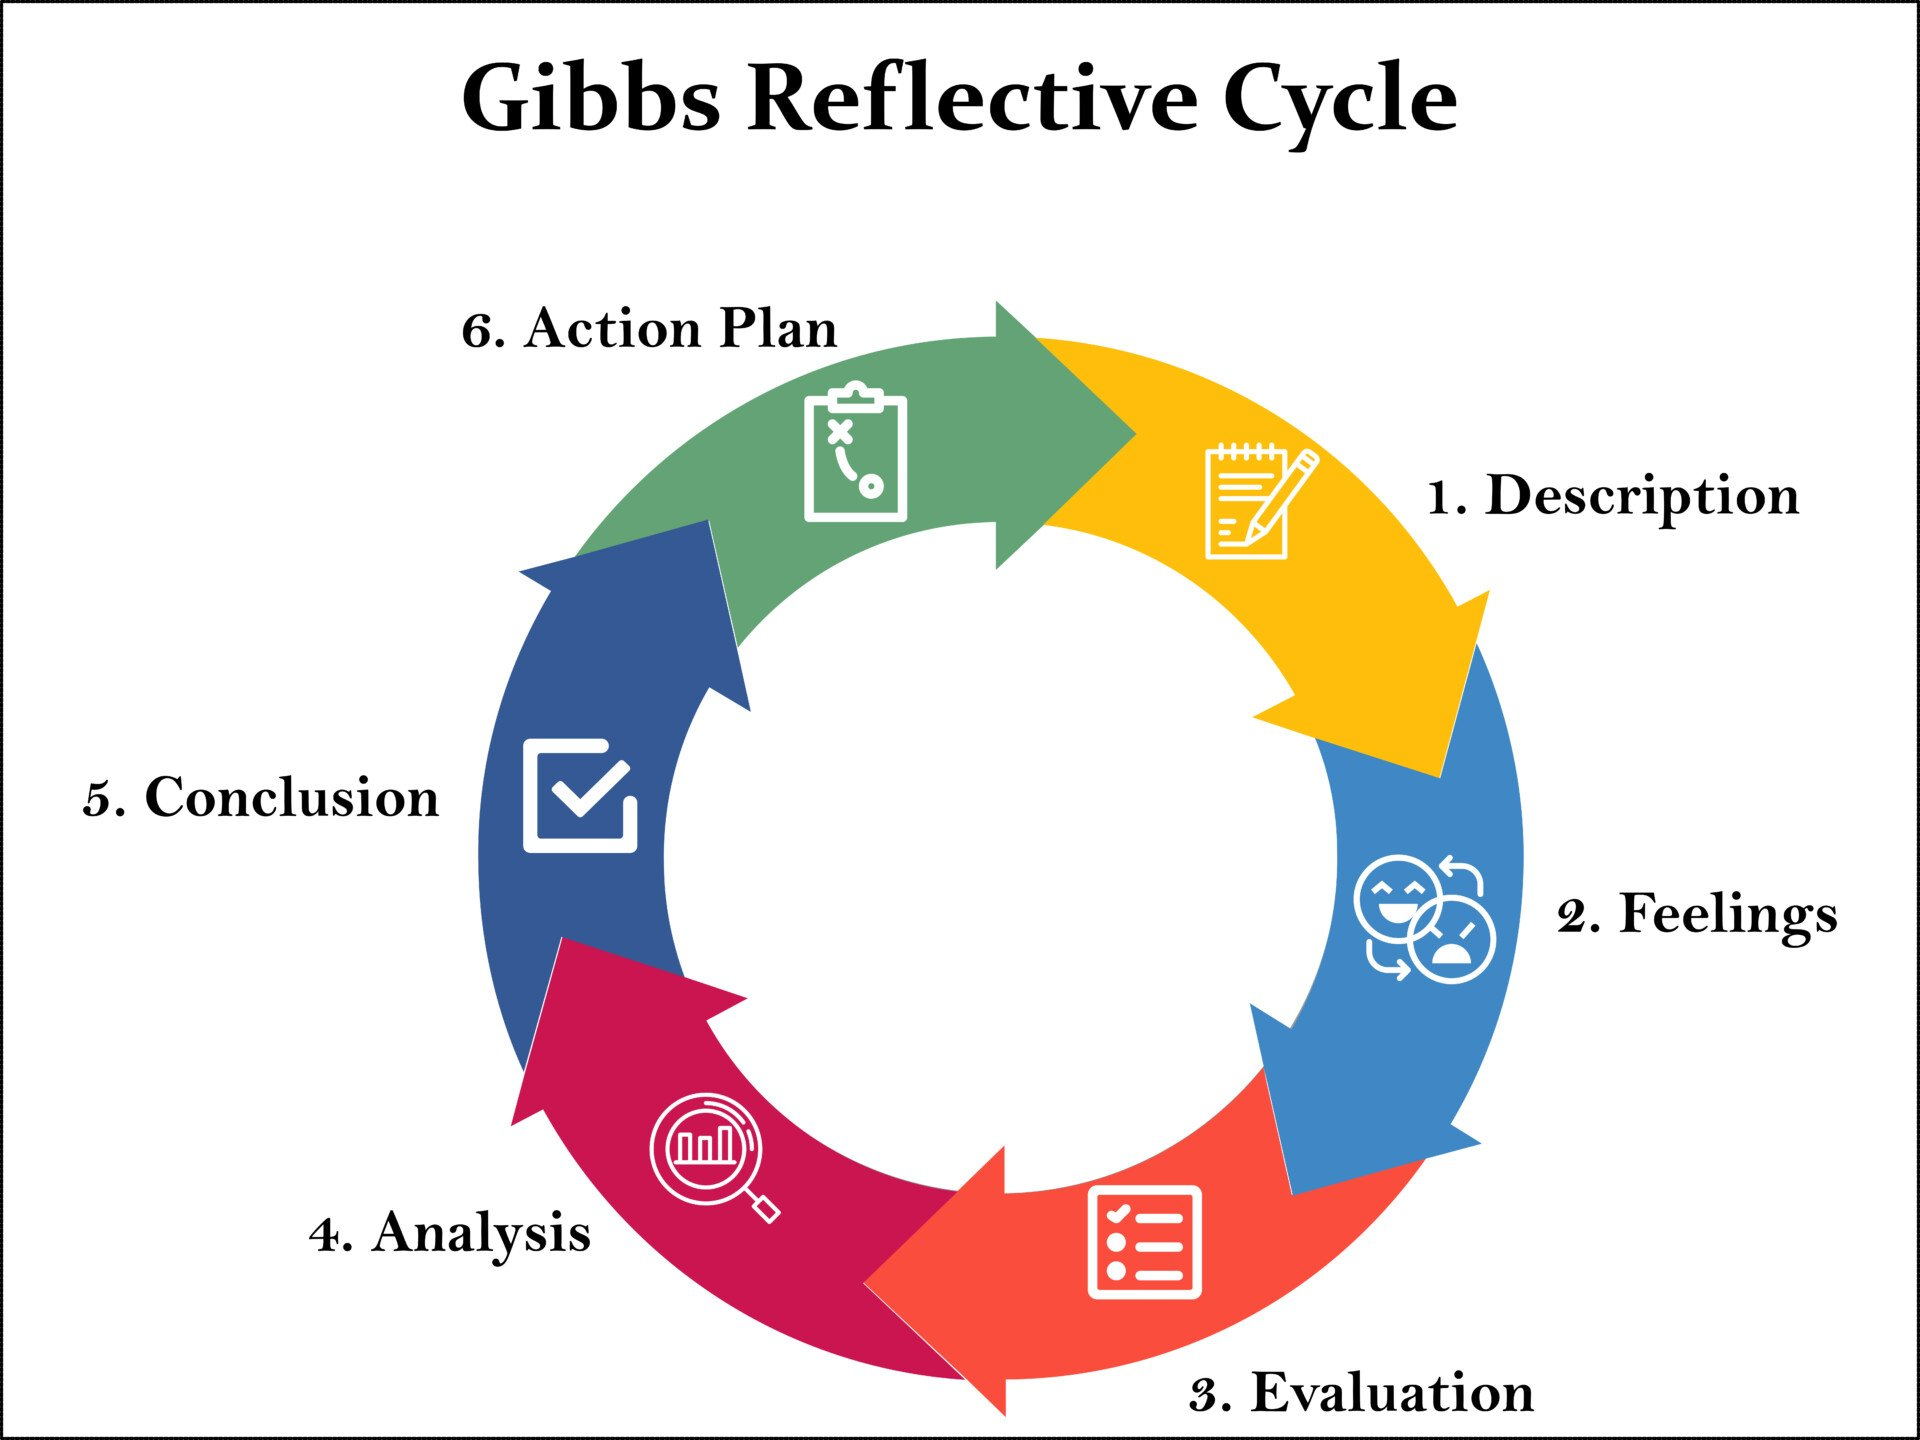 Gibbs Reflective Cycle
1. Description
2. Feelings
3. Evaluation
4. Analysis
5. Conclusion
6. Action Plan